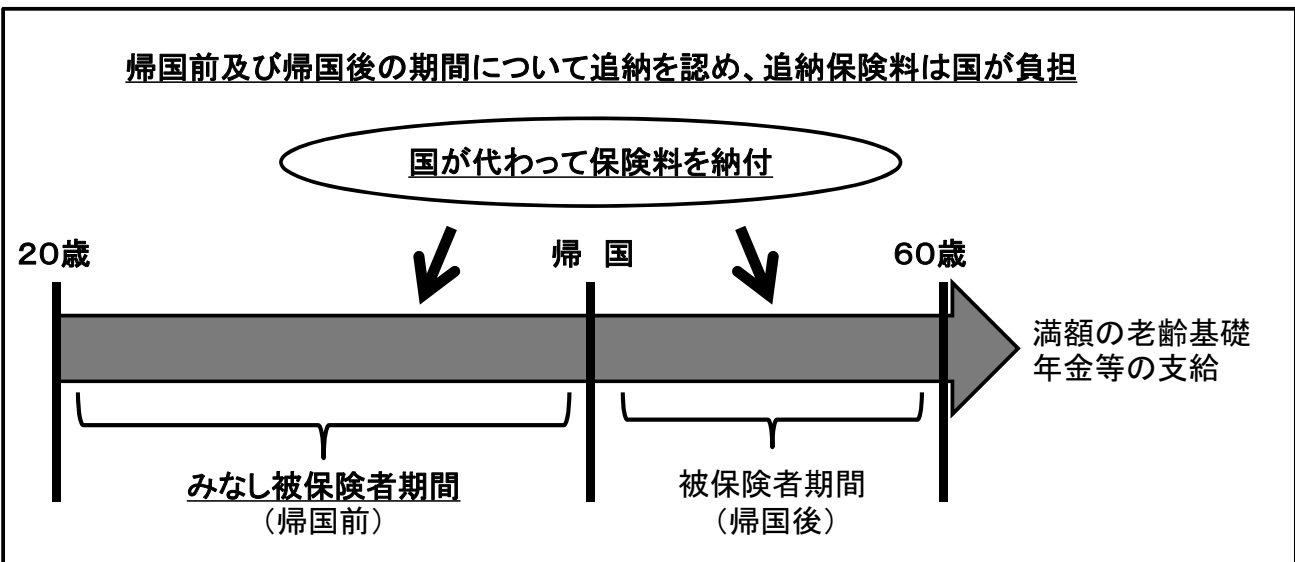 帰国前及び帰国後の期間について追納を認め、追納保険料は国が負担
国が代わって保険料を納付
20歳
帰 国
60歳
満額の老齢基礎
年金等の支給
みなし被保険者期間
（帰国前）
被保険者期間
（帰国後）